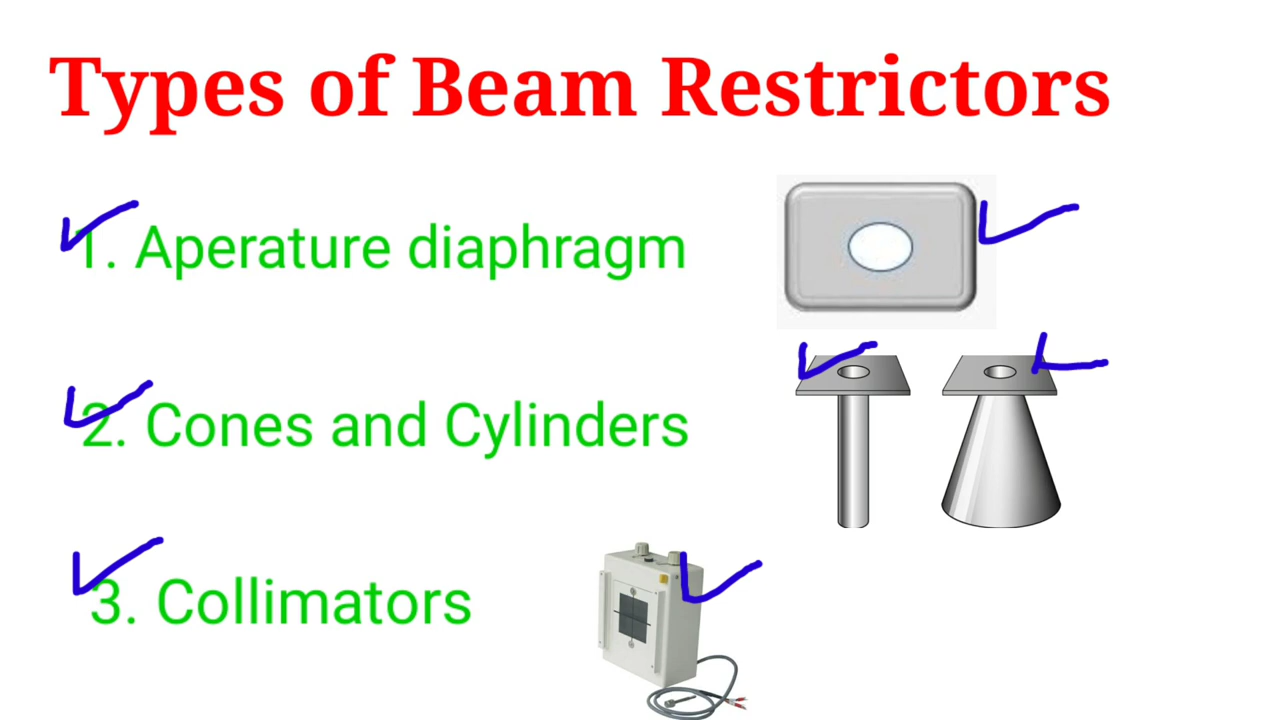 Types of Beam Restrictors
1. Aperature diaphragm
2. Cones and Cylinders
3. Collimators